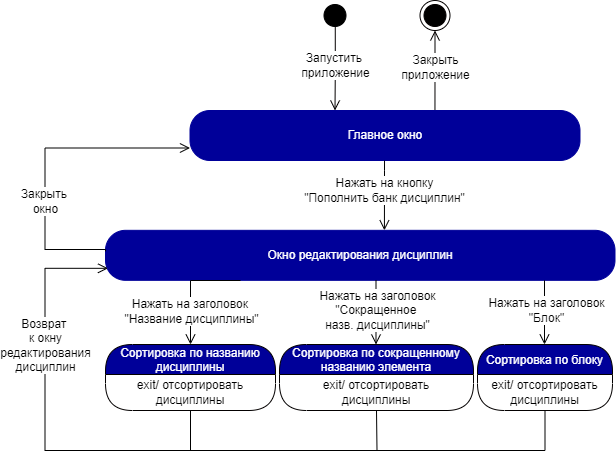 Запустить
приложение
Закрыть
приложение
Главное окно
Нажать на кнопку
"Пополнить банк дисциплин"
Закрыть
окно
Окно редактирования дисциплин
Нажать на заголовок
"Название дисциплины"
Нажать на заголовок
"Сокращенное
назв. дисциплины"
Нажать на заголовок
"Блок"
Возврат
к окну
редактирования
дисциплин
Сортировка по названию
дисциплины
exit/ отсортировать
дисциплины
Сортировка по сокращенному
названию элемента
exit/ отсортировать
дисциплины
Сортировка по блоку
exit/ отсортировать
дисциплины